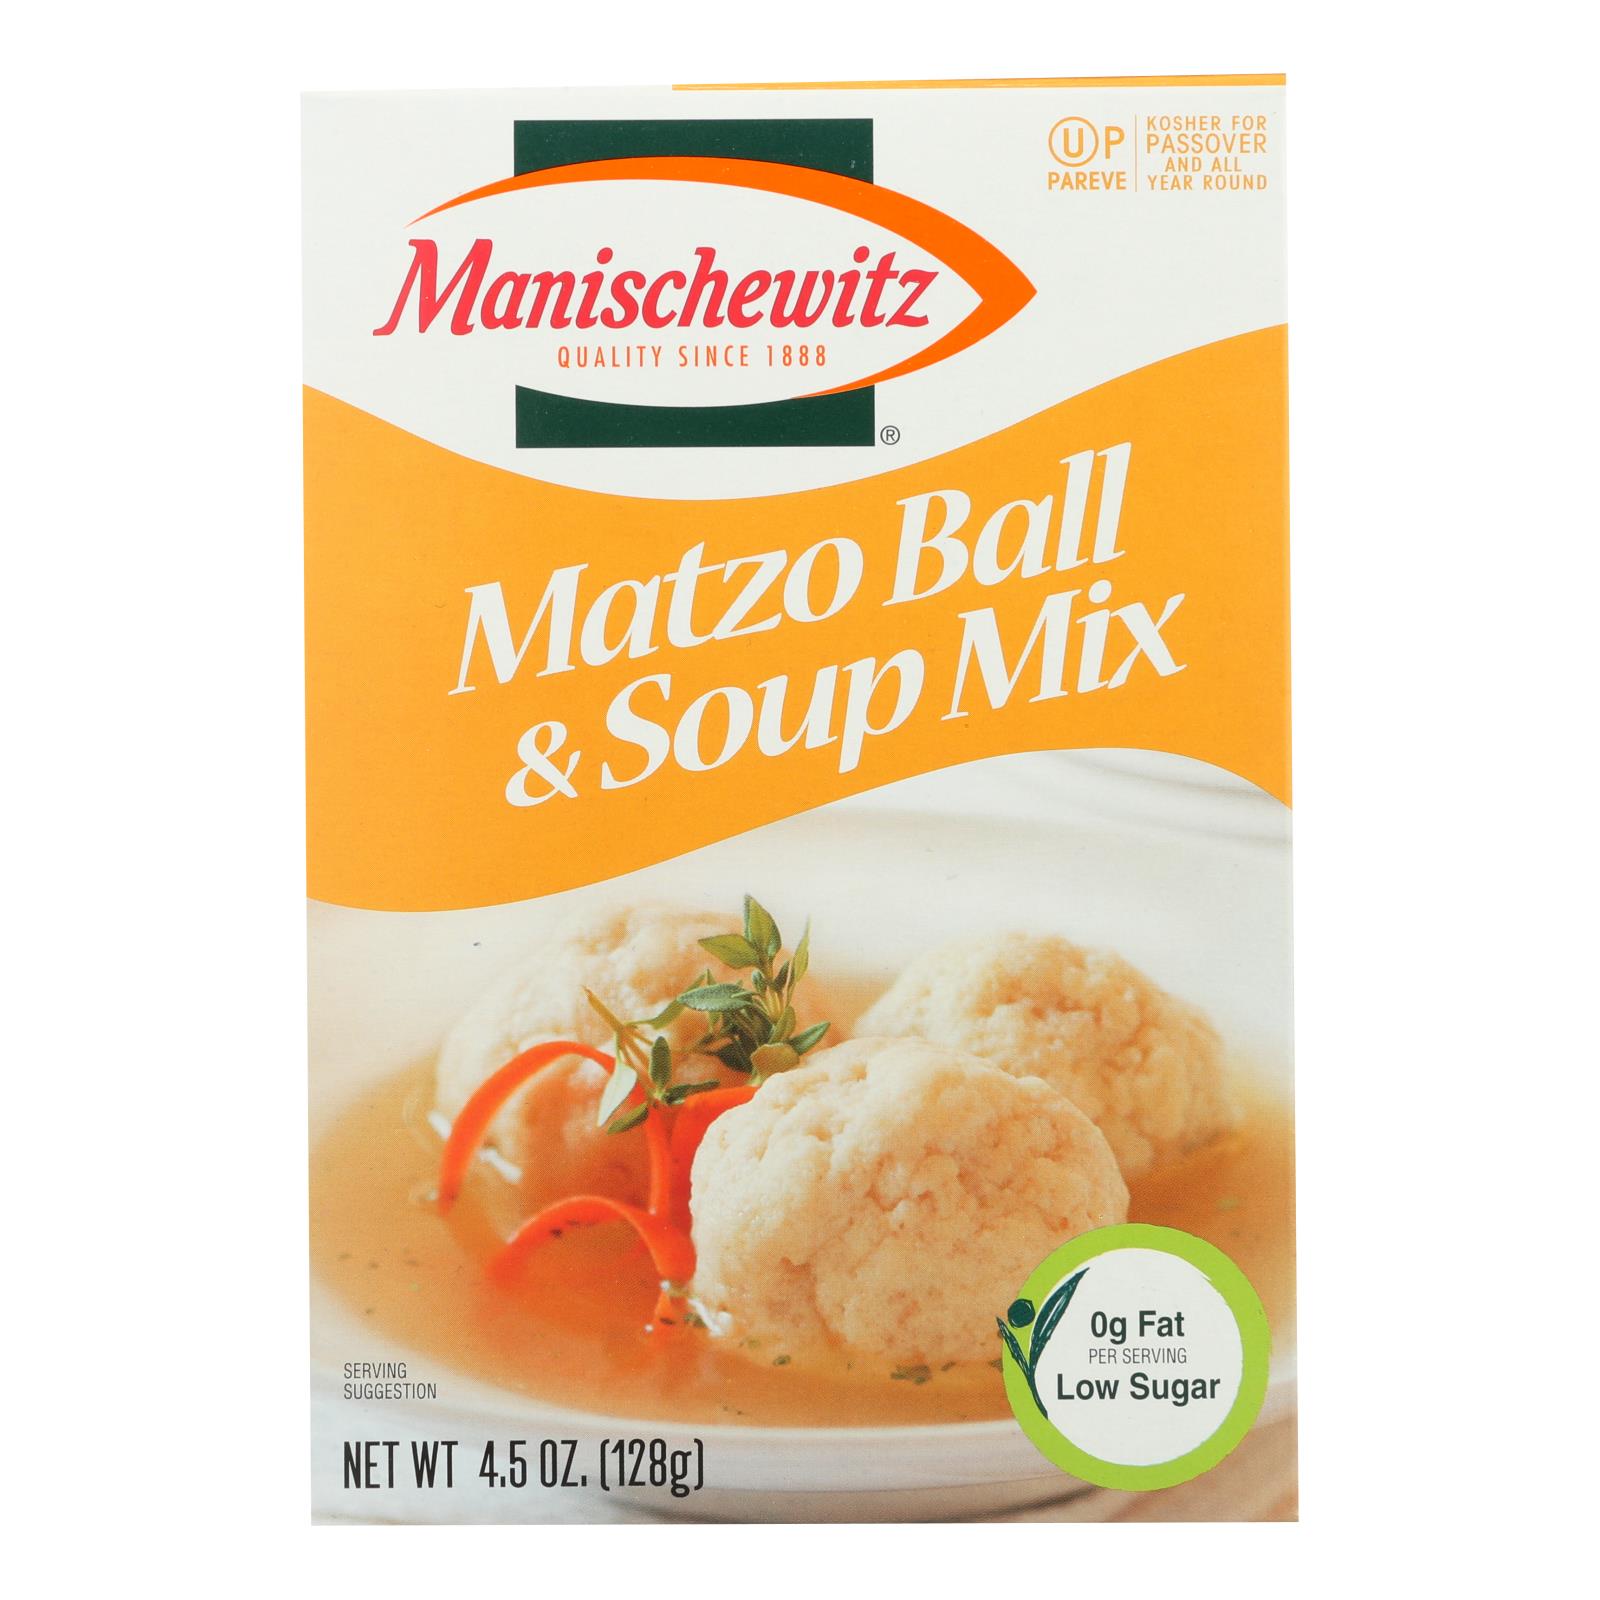 U P
PAREVE
KOSHER FOR
PASSOVER
AND ALL
YEAR ROUND
Manischewitz
QUALITY SINCE 1888
®
Matzo Ball
& Soup Mix
0g Fat
PER SERVING
Low Sugar
SERVING
SUGGESTION
NET WT 4.5 OZ. (128g)